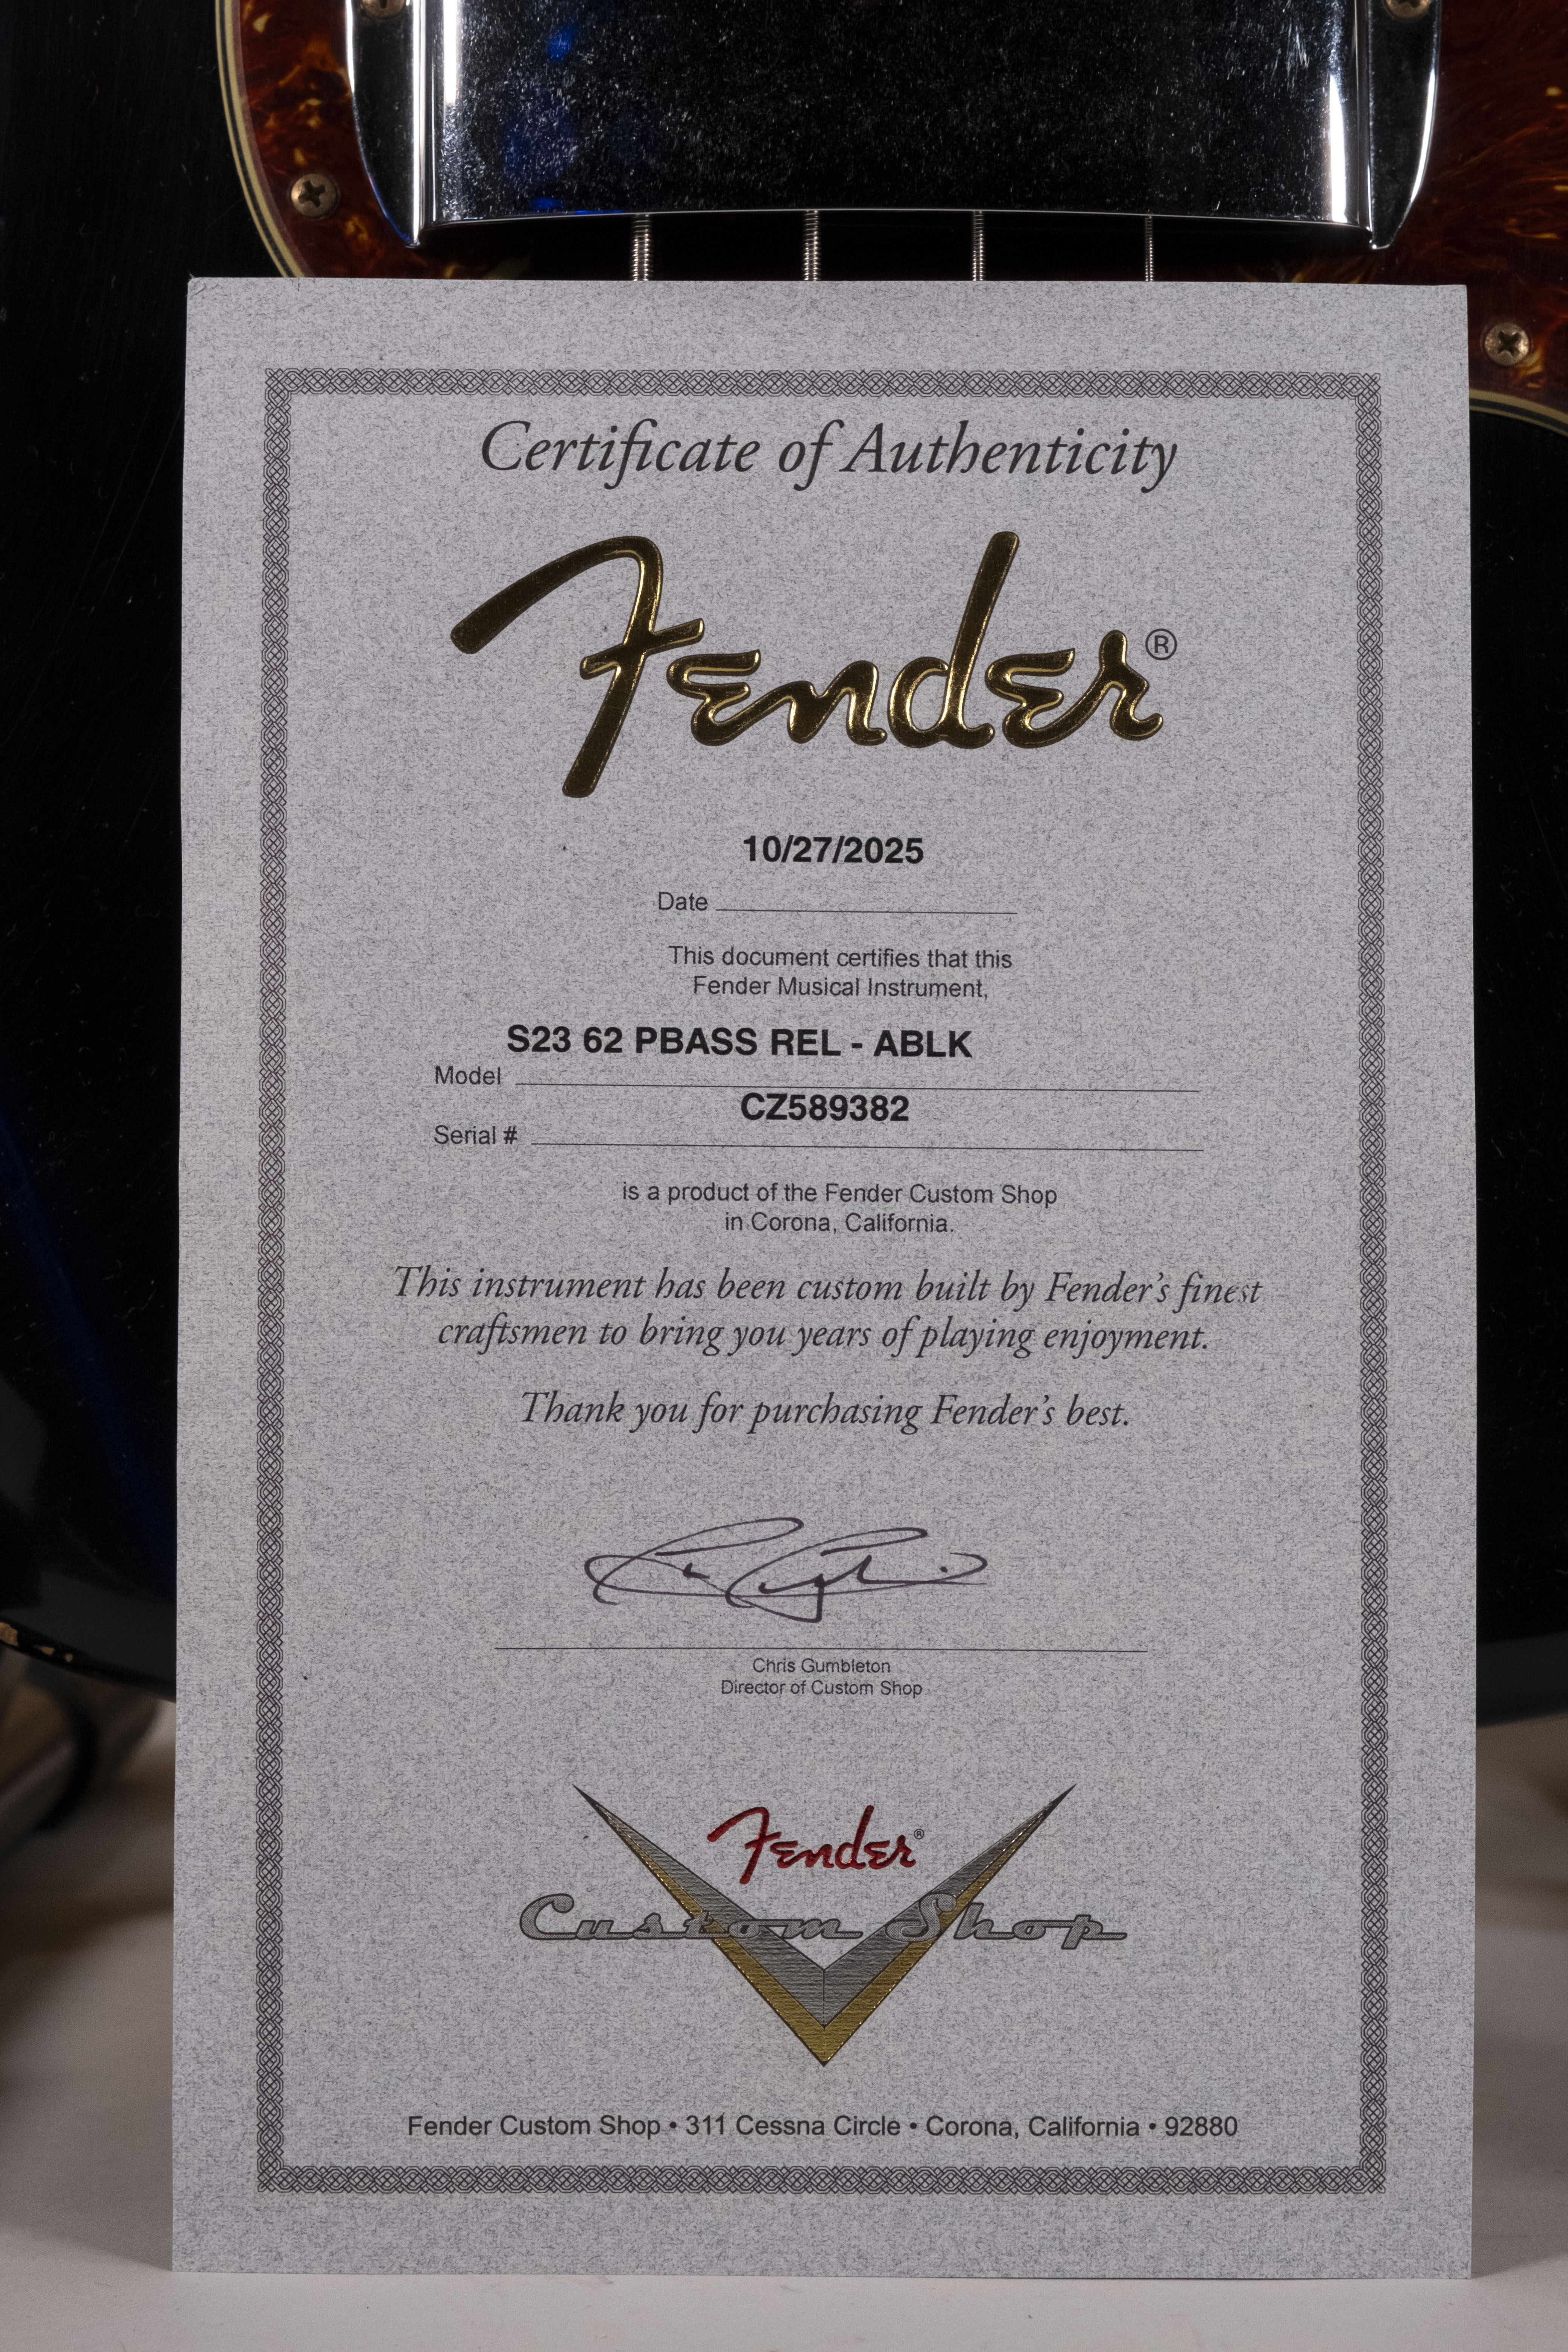 Certificate of Authenticity
Fender®
10/27/2025
Date
This document certifies that this
Fender Musical Instrument,
S23 62 PBASS REL - ABLK
Model
CZ589382
Serial #
is a product of the Fender Custom Shop
in Corona, California.
This instrument has been custom built by Fender's finest
craftsmen to bring you years of playing enjoyment.
Thank you for purchasing Fender's best.
Chris Gumbleton
Director of Custom Shop
Fender®
Custom Shop
Fender Custom Shop • 311 Cessna Circle • Corona, California • 92880